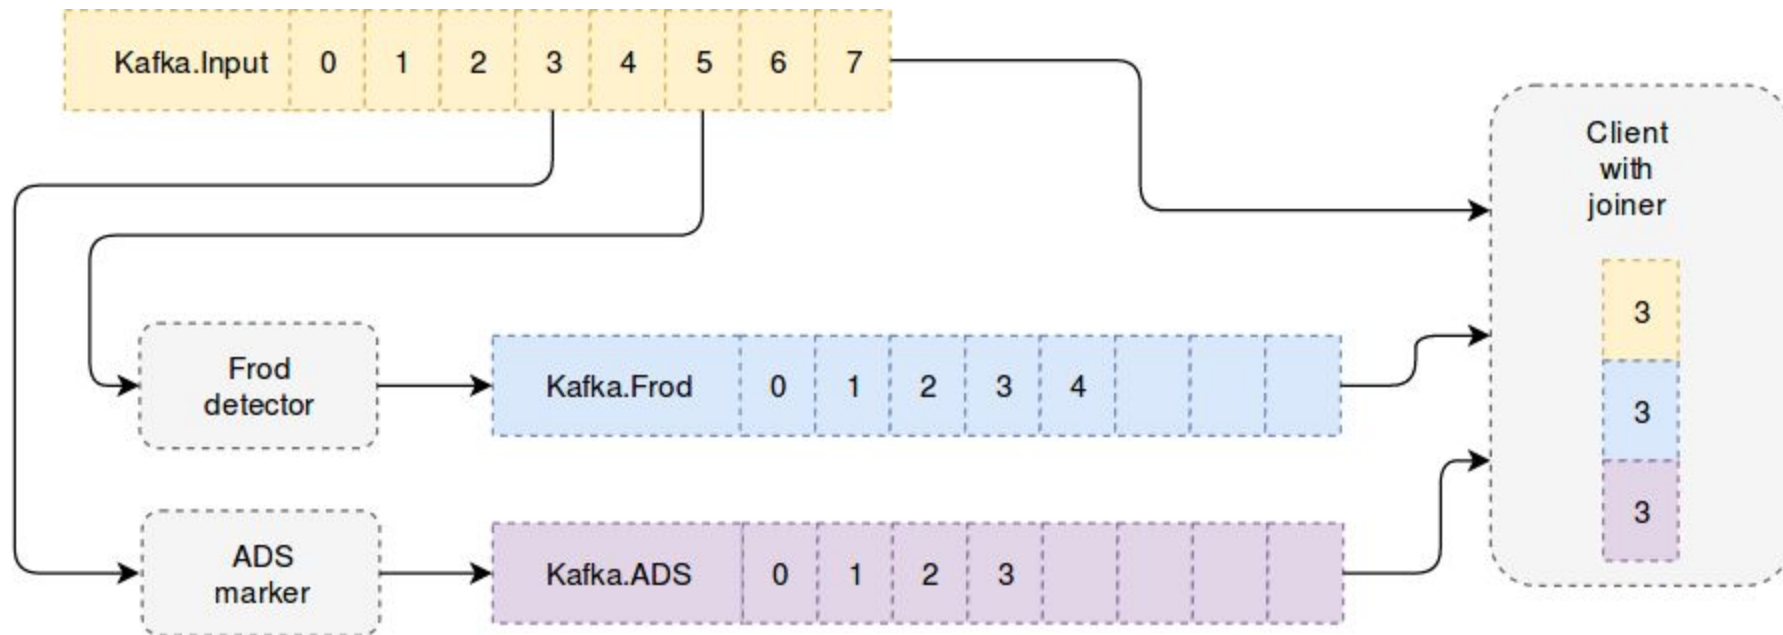 Kafka.Input 0 1 2 3 4 5 6 7
Client
with
joiner
3
3
3
Frod
detector
Kafka.Frod 0 1 2 3 4
ADS
marker
Kafka.ADS 0 1 2 3